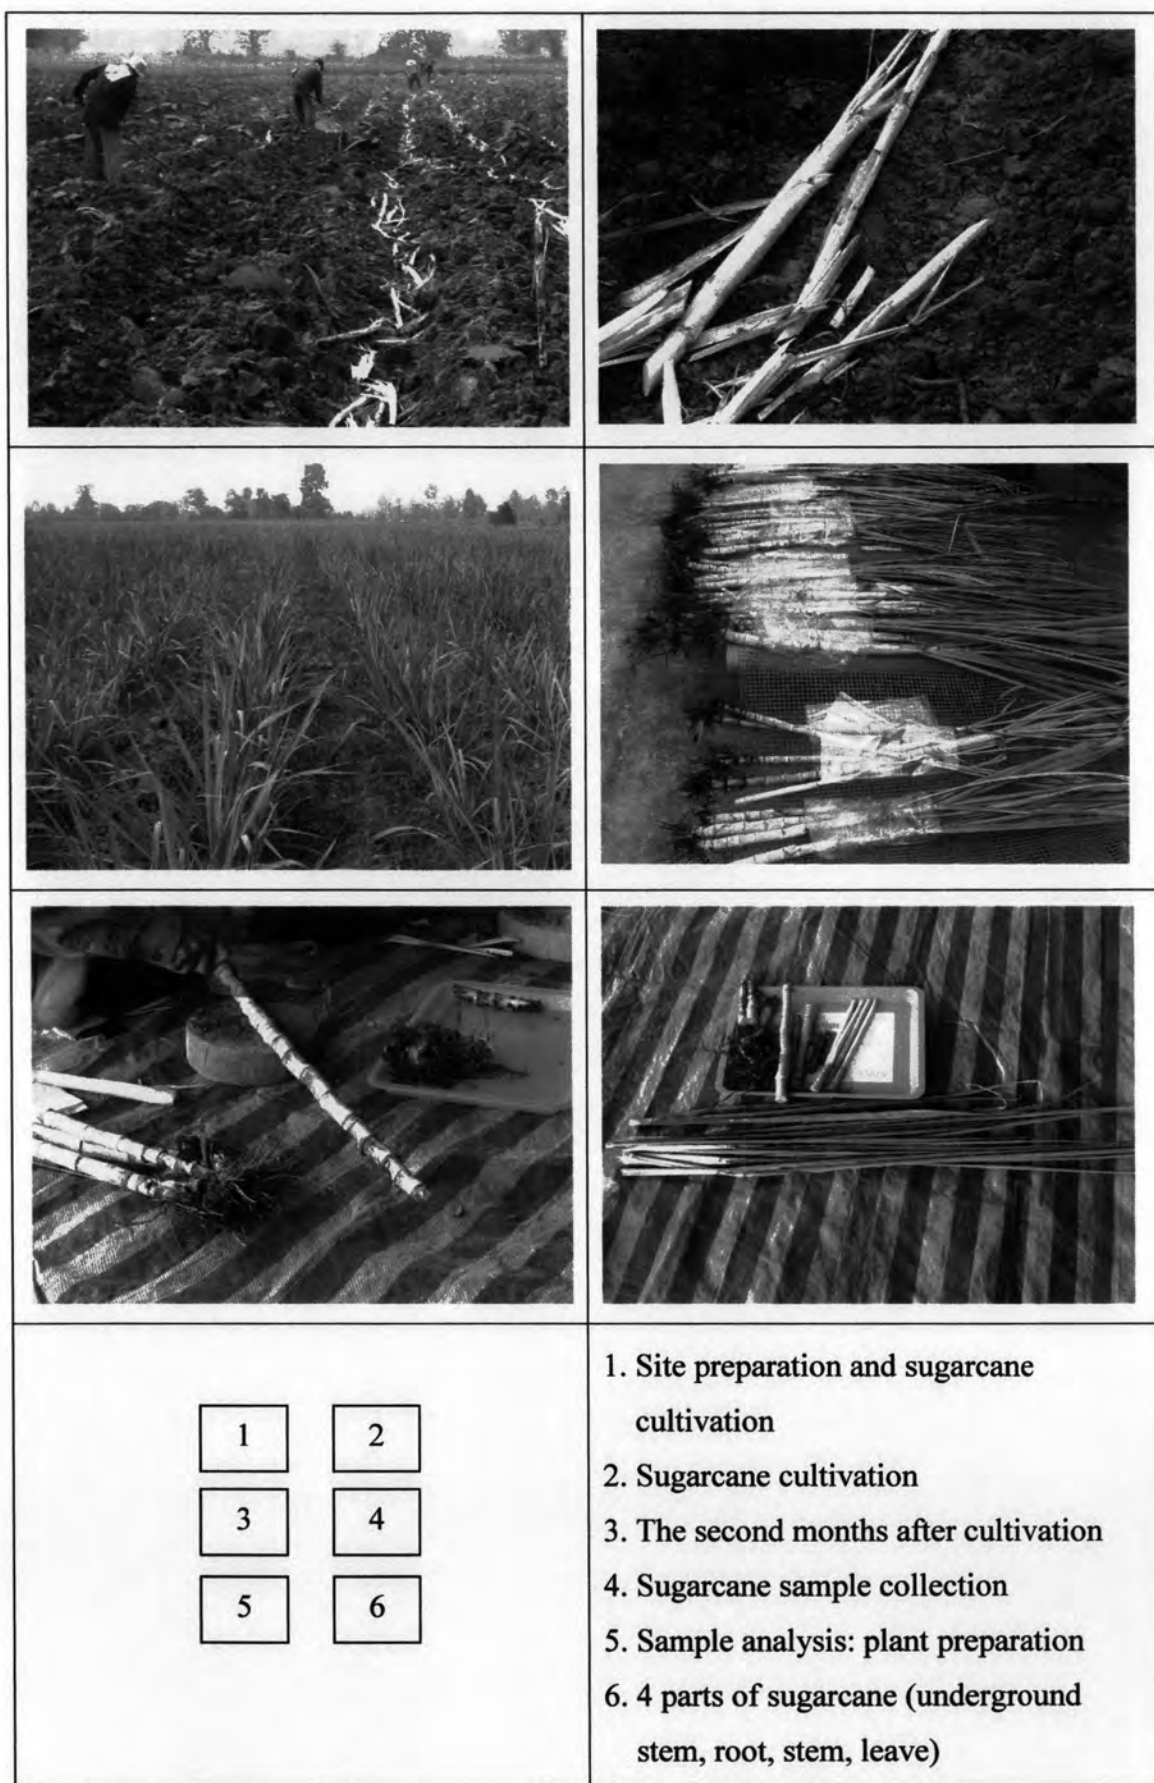 1
2
3
4
5
6
1. Site preparation and sugarcane
cultivation
2. Sugarcane cultivation
3. The second months after cultivation
4. Sugarcane sample collection
5. Sample analysis: plant preparation
6. 4 parts of sugarcane (underground
stem, root, stem, leave)